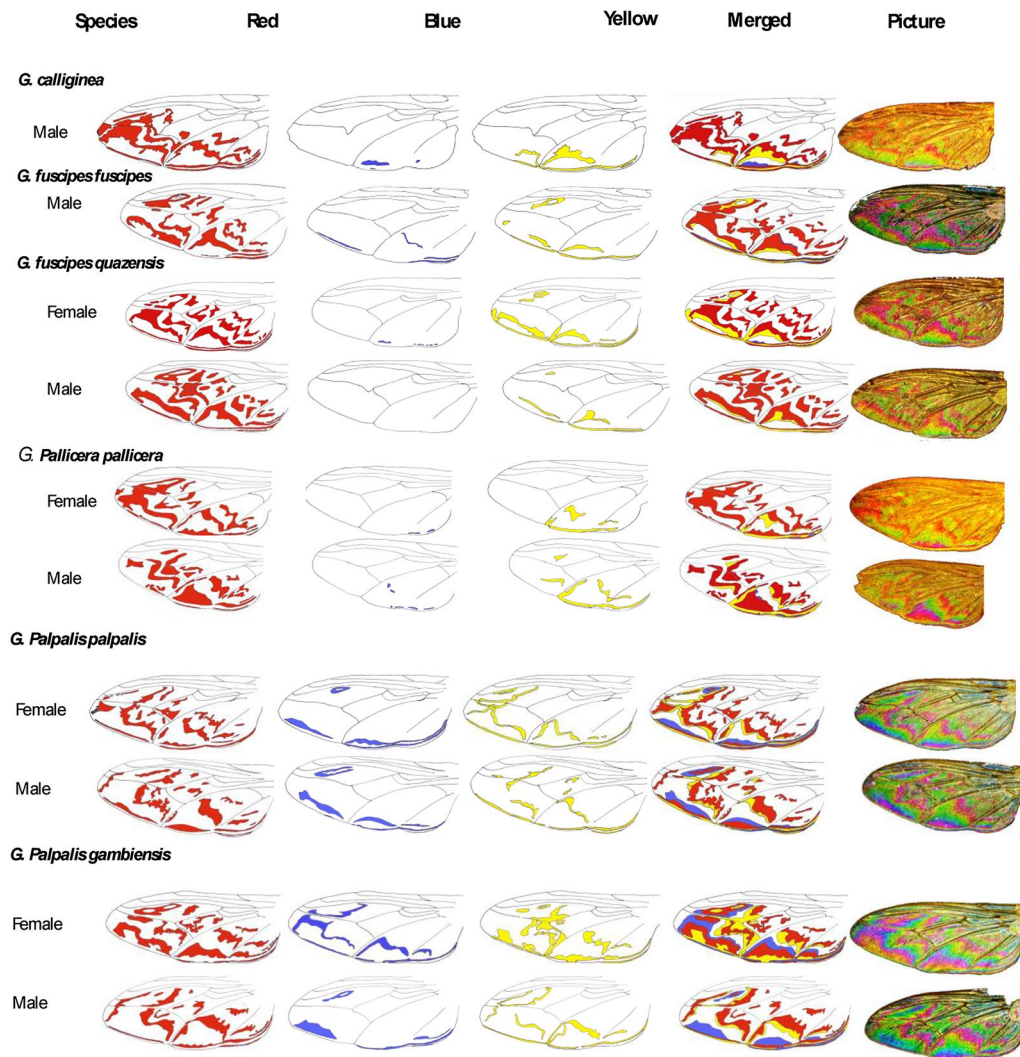 Species Red Blue Yellow Merged Picture
G. calliginea
Male
G. fuscipes fuscipes
Male
G. fuscipes quazensis
Female
Male
G. Pallicera pallicera
Female
Male
G. Palpalis palpalis
Female
Male
G. Palpalis gambiensis
Female
Male